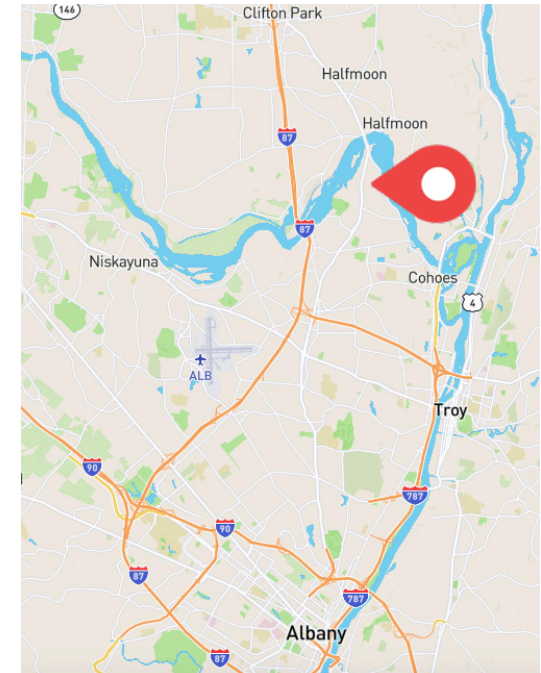 146
Clifton Park
Halfmoon
Halfmoon
87
87
Niskayuna
Cohoes
4
ALB
Troy
90
787
90
87
787
Albany
87